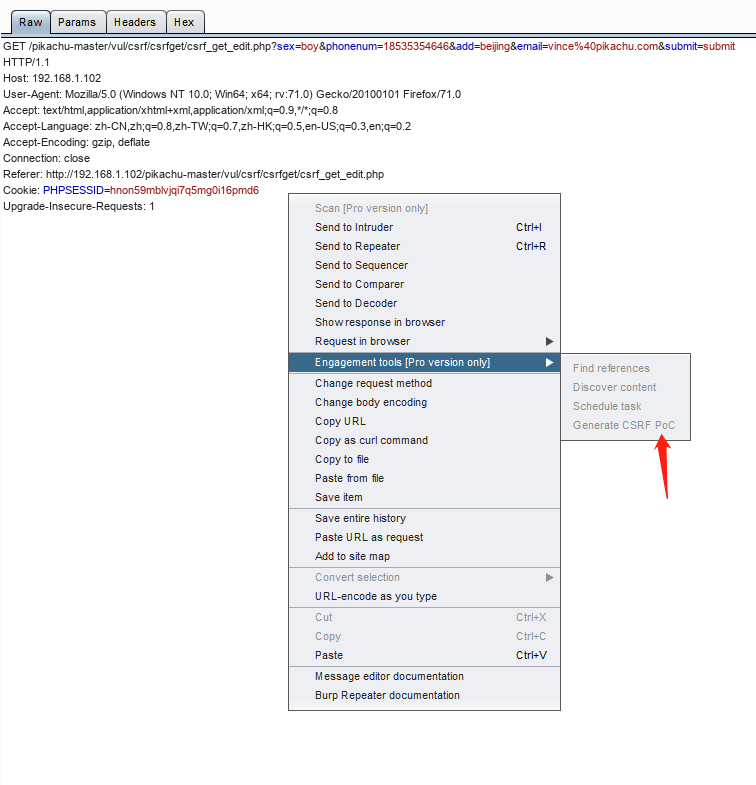 Raw Params Headers Hex
GET /pikachu-master/vul/csrf/csrfget/csrf_get_edit.php?sex=boy&phonenum=18535354646&add=beijing&email=vince%40pikachu.com&submit=submit
HTTP/1.1
Host: 192.168.1.102
User-Agent: Mozilla/5.0 (Windows NT 10.0; Win64; x64; rv:71.0) Gecko/20100101 Firefox/71.0
Accept: text/html,application/xhtml+xml,application/xml;q=0.9,*/*;q=0.8
Accept-Language: zh-CN,zh;q=0.8,zh-TW;q=0.7,zh-HK;q=0.5,en-US;q=0.3,en;q=0.2
Accept-Encoding: gzip, deflate
Connection: close
Referer: http://192.168.1.102/pikachu-master/vul/csrf/csrfget/csrf_get_edit.php
Cookie: PHPSESSID=hnon59mblvjqi7q5mg0i16pmd6
Upgrade-Insecure-Requests: 1
Scan [Pro version only]
Send to Intruder Ctrl+I
Send to Repeater Ctrl+R
Send to Sequencer
Send to Comparer
Send to Decoder
Show response in browser
Request in browser
Engagement tools [Pro version only]
Find references
Discover content
Schedule task
Generate CSRF PoC
Change request method
Change body encoding
Copy URL
Copy as curl command
Copy to file
Paste from file
Save item
Save entire history
Paste URL as request
Add to site map
Convert selection
URL-encode as you type
Cut Ctrl+X
Copy Ctrl+C
Paste Ctrl+V
Message editor documentation
Burp Repeater documentation